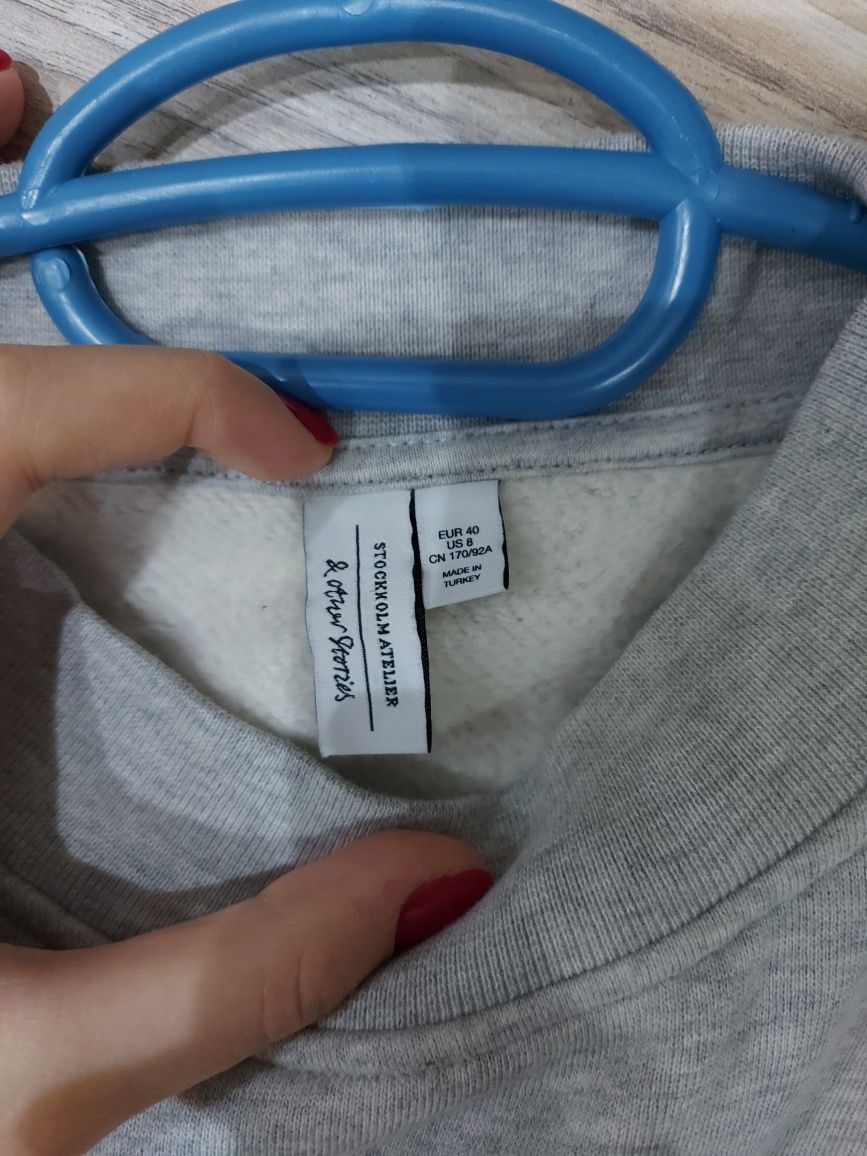 STOCKHOLM ATELIER
& Other Stories
EUR 40
US 8
CN 170/92A
MADE IN
TURKEY